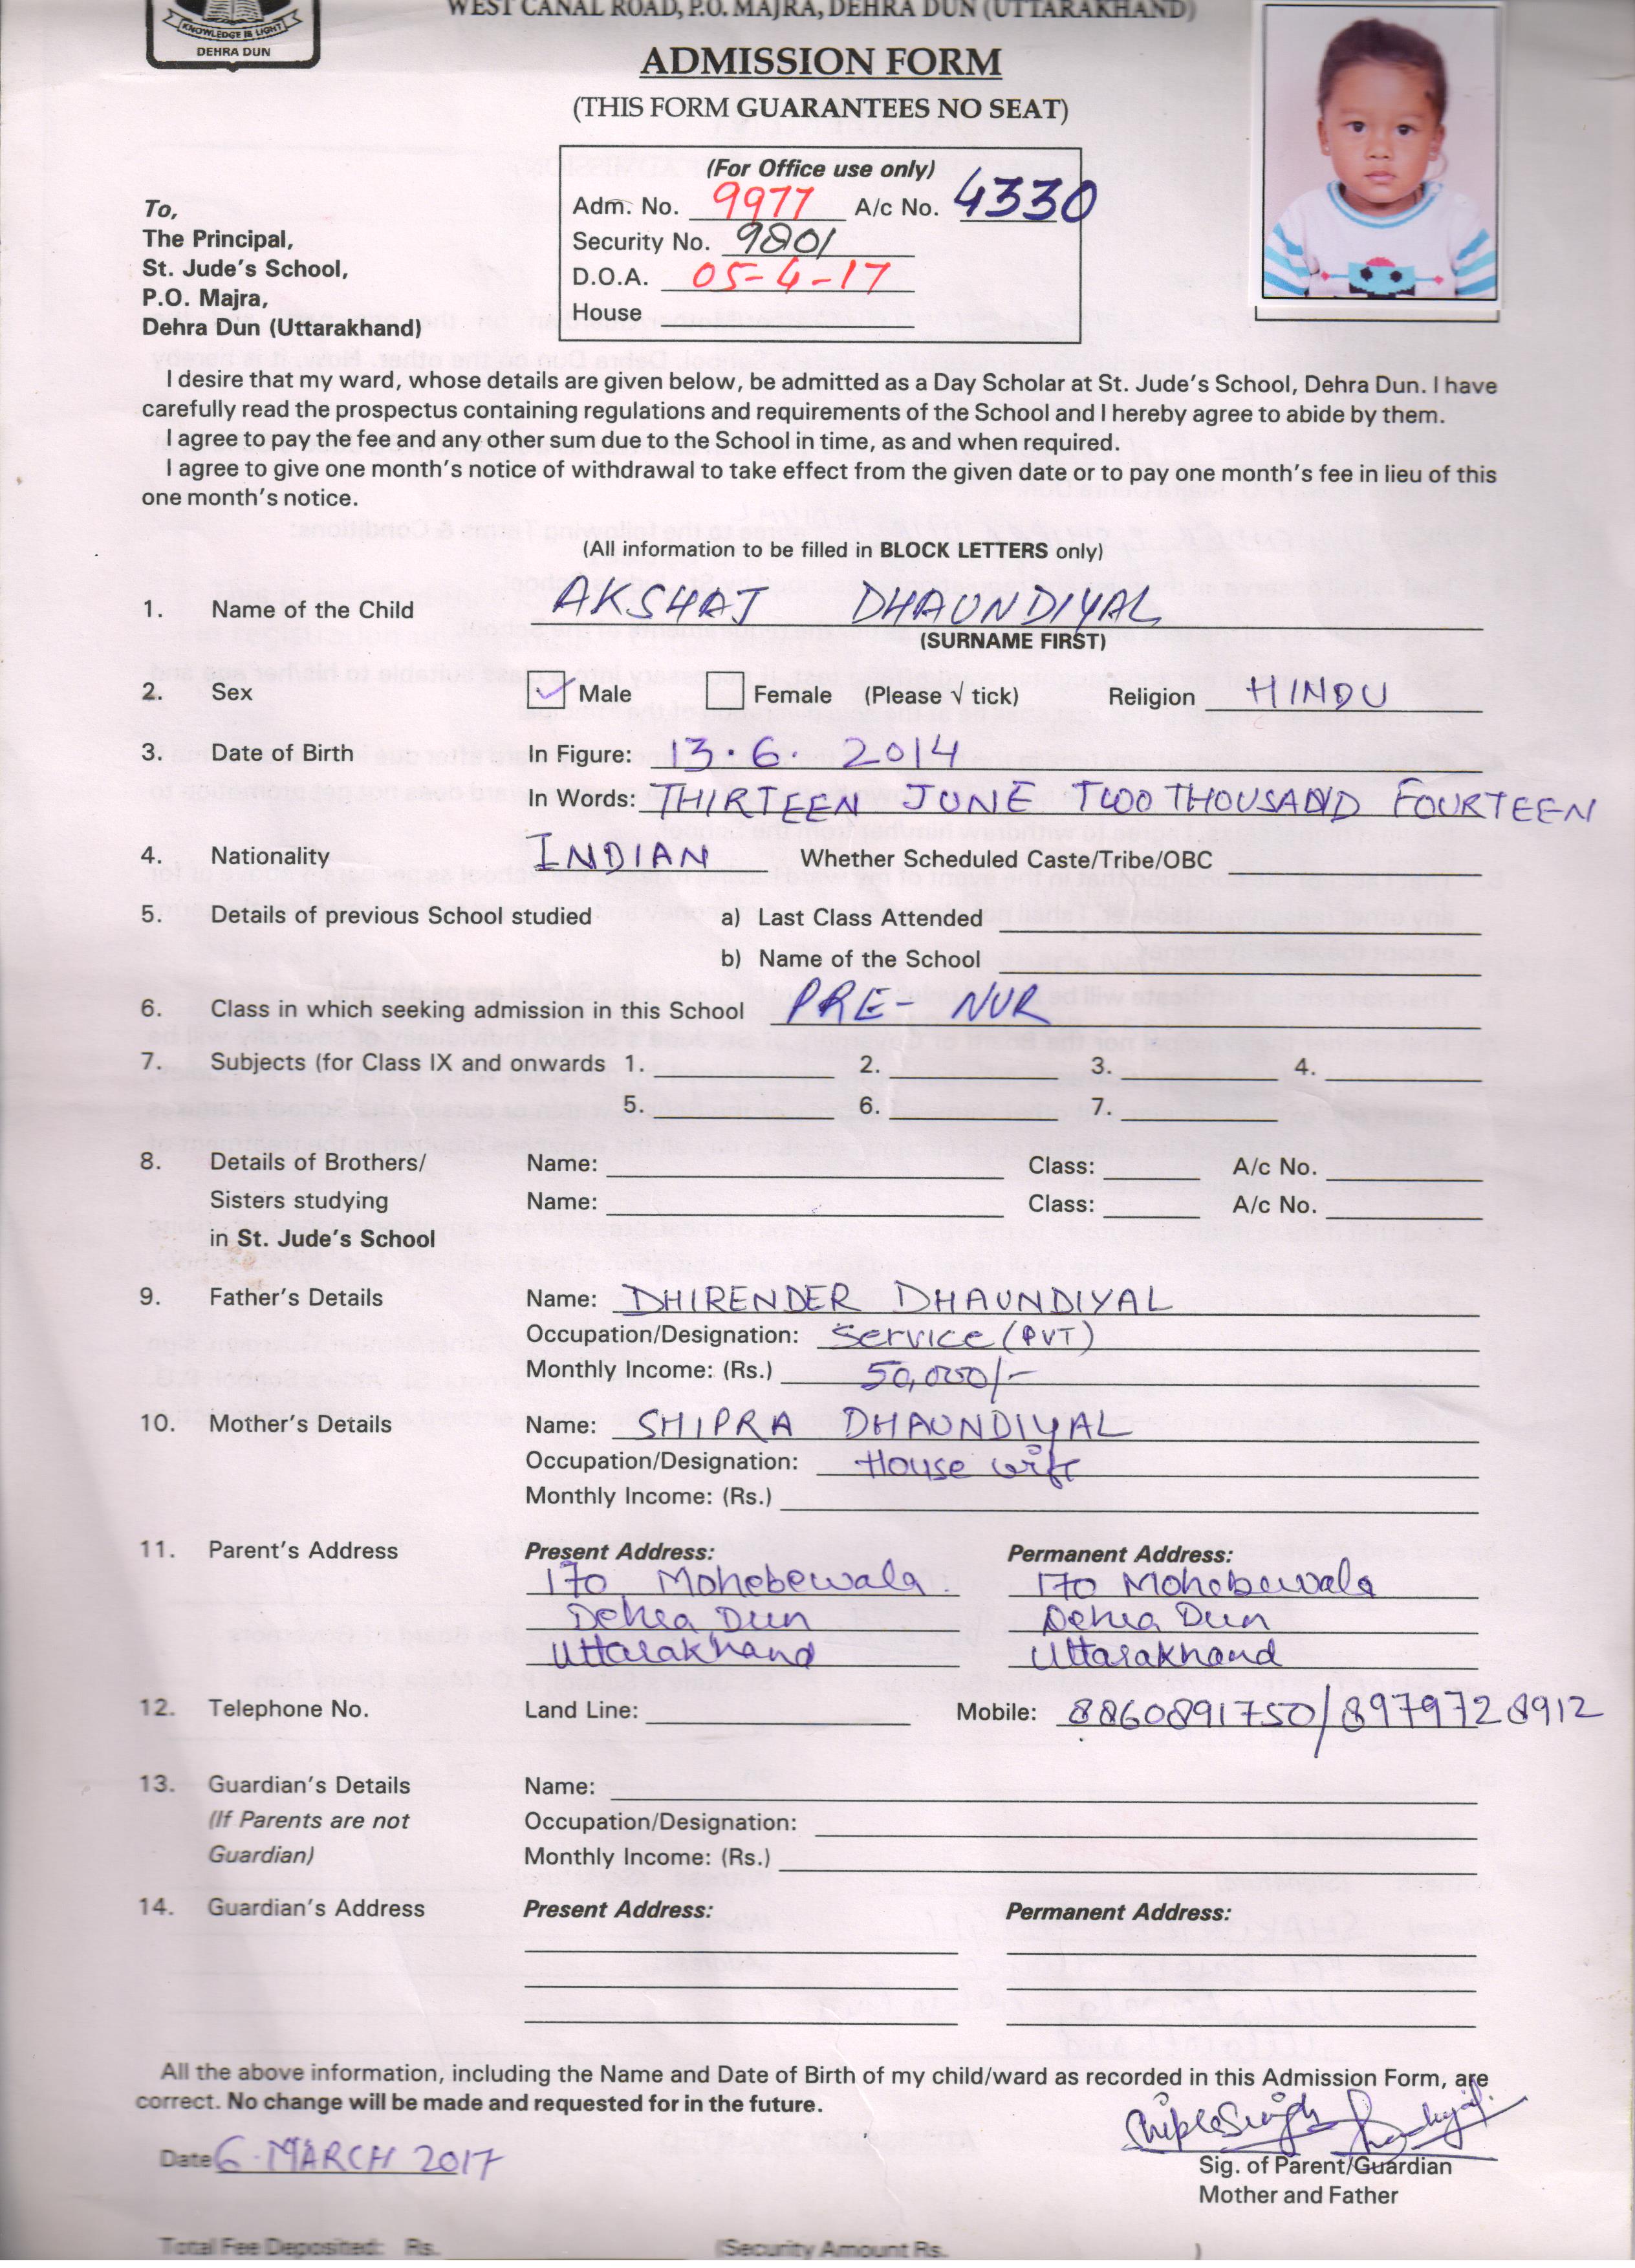 WEST CANAL ROAD, P.O. MAJRA, DEHRA DUN (UTTARAKHAND)
KNOWLEDGE IS LIGHT
DEHRA DUN
ADMISSION FORM
(THIS FORM GUARANTEES NO SEAT)
(For Office use only)
Adm. No. 9977 A/c No. 4330
Security No. 9801
D.O.A. 05-4-17
House
To,
The Principal,
St. Jude's School,
P.O. Majra,
Dehra Dun (Uttarakhand)
I desire that my ward, whose details are given below, be admitted as a Day Scholar at St. Jude's School, Dehra Dun. I have
carefully read the prospectus containing regulations and requirements of the School and I hereby agree to abide by them.
I agree to pay the fee and any other sum due to the School in time, as and when required.
I agree to give one month's notice of withdrawal to take effect from the given date or to pay one month's fee in lieu of this
one month's notice.
(All information to be filled in BLOCK LETTERS only)
1. Name of the Child AKSHAJ DHAUNDIYAL
(SURNAME FIRST)
2. Sex ✓ Male Female (Please √ tick) Religion HINDU
3. Date of Birth In Figure: 13.6.2014
In Words: THIRTEEN JUNE TWO THOUSAND FOURTEEN
4. Nationality INDIAN Whether Scheduled Caste/Tribe/OBC
5. Details of previous School studied a) Last Class Attended
b) Name of the School
6. Class in which seeking admission in this School PRE- NUR
7. Subjects (for Class IX and onwards 1. 2. 3. 4.
5. 6. 7.
8. Details of Brothers/ Name: Class: A/c No.
Sisters studying Name: Class: A/c No.
in St. Jude's School
9. Father's Details Name: DHIRENDER DHAUNDIYAL
Occupation/Designation: Service (PVT)
Monthly Income: (Rs.) 50,000/-
10. Mother's Details Name: SHIPRA DHAUNDIYAL
Occupation/Designation: House wife
Monthly Income: (Rs.)
11. Parent's Address Present Address: Permanent Address:
170 Mohebewala 170 Mohebewala
Dehra Dun Dehra Dun
Uttarakhand Uttarakhand
12. Telephone No. Land Line: Mobile: 8860891750/8979728912
13. Guardian's Details Name:
(If Parents are not Occupation/Designation:
Guardian) Monthly Income: (Rs.)
14. Guardian's Address Present Address: Permanent Address:
All the above information, including the Name and Date of Birth of my child/ward as recorded in this Admission Form, are
correct. No change will be made and requested for in the future.
Date 6 MARCH 2017
Sig. of Parent/Guardian
Mother and Father
Total Fee Deposited: Rs. (Security Amount Rs. )